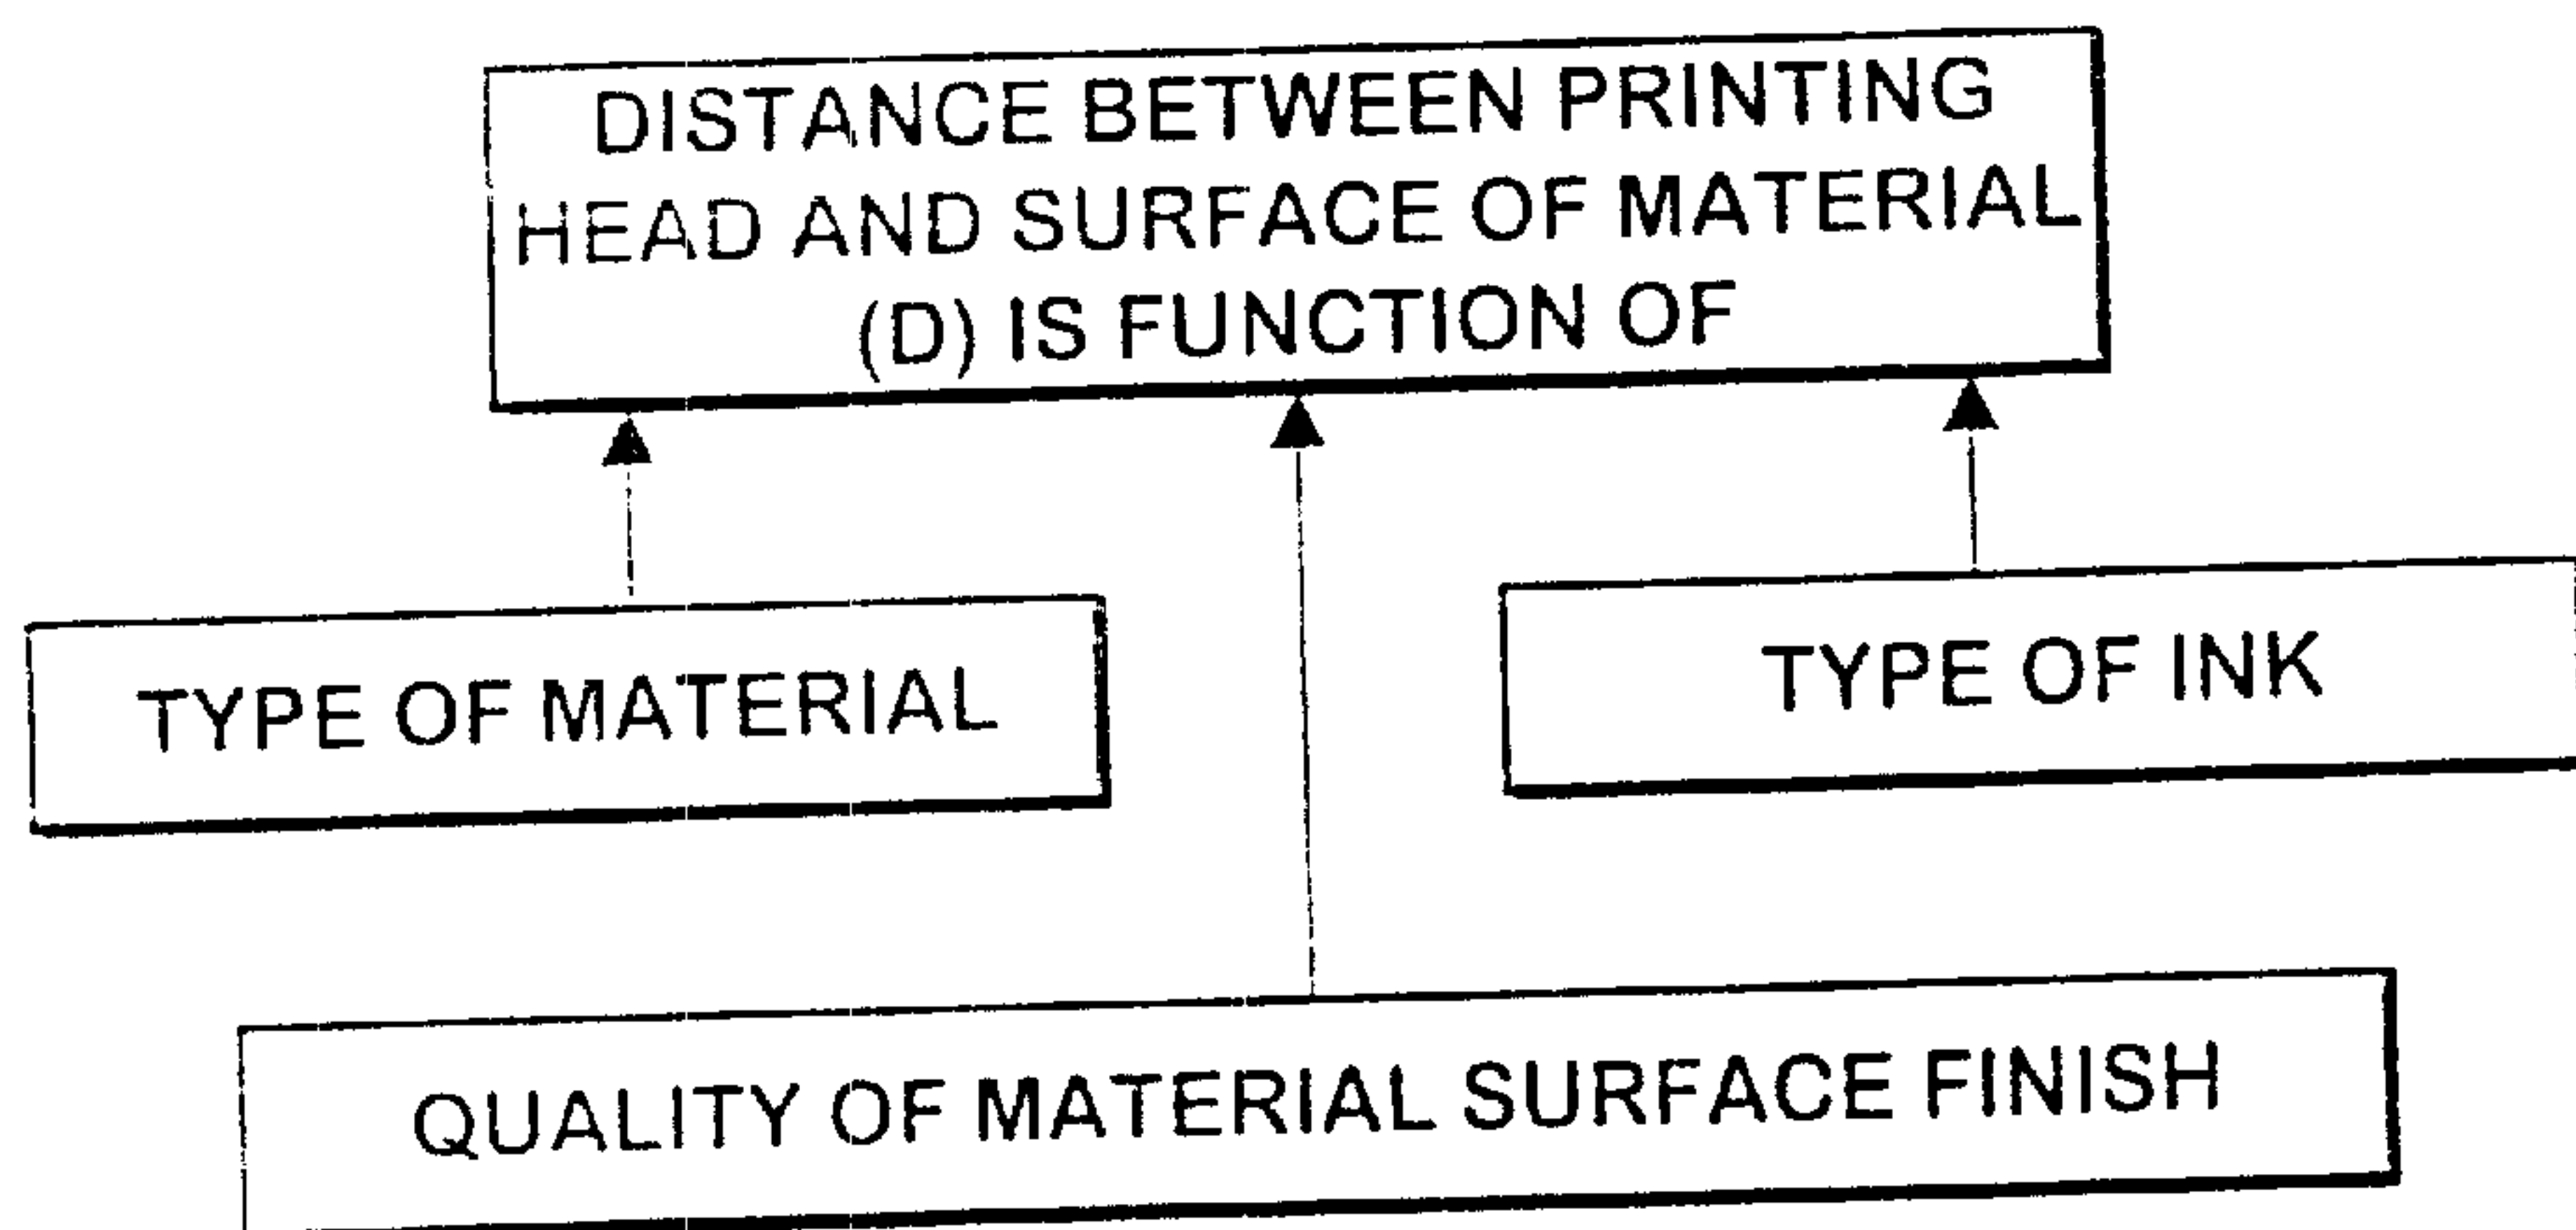 DISTANCE BETWEEN PRINTING
HEAD AND SURFACE OF MATERIAL
(D) IS FUNCTION OF
TYPE OF MATERIAL
TYPE OF INK
QUALITY OF MATERIAL SURFACE FINISH